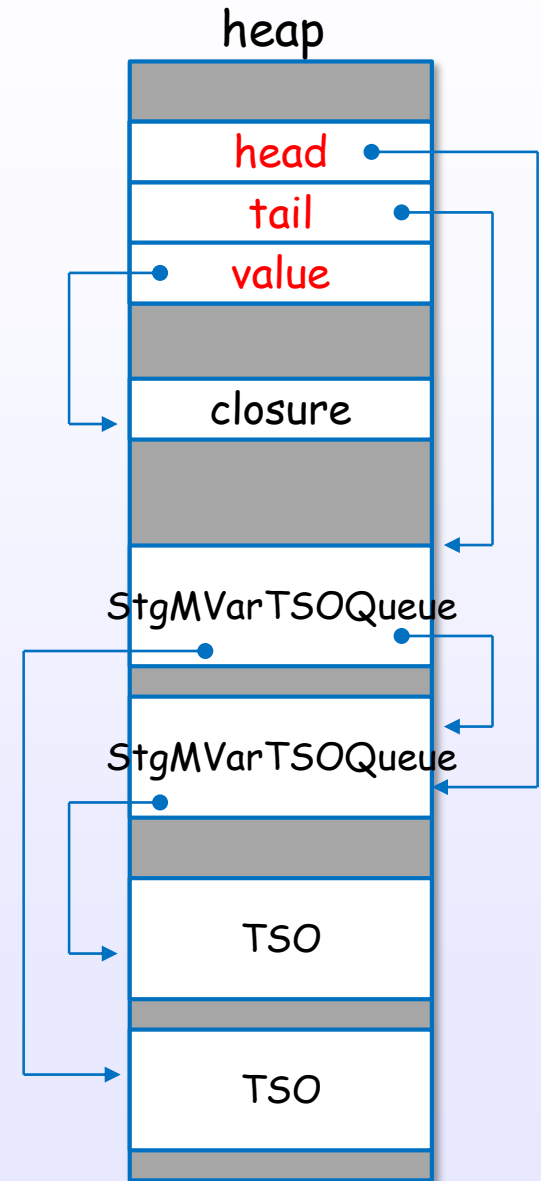 heap
head
tail
value
closure
StgMVarTSOQueue
StgMVarTSOQueue
TSO
TSO